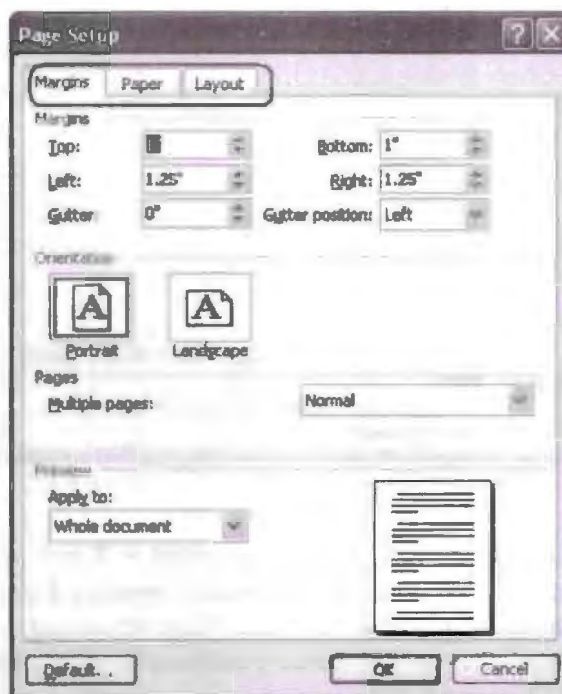 Page Setup
Margins Paper Layout
Margins
Top: Bottom: 1"
Left: 1.25" Right: 1.25"
Gutter: 0" Gutter position: Left
Orientation
A A
Portrait Landscape
Pages
Multiple pages: Normal
Preview
Apply to:
Whole document
Default... OK Cancel